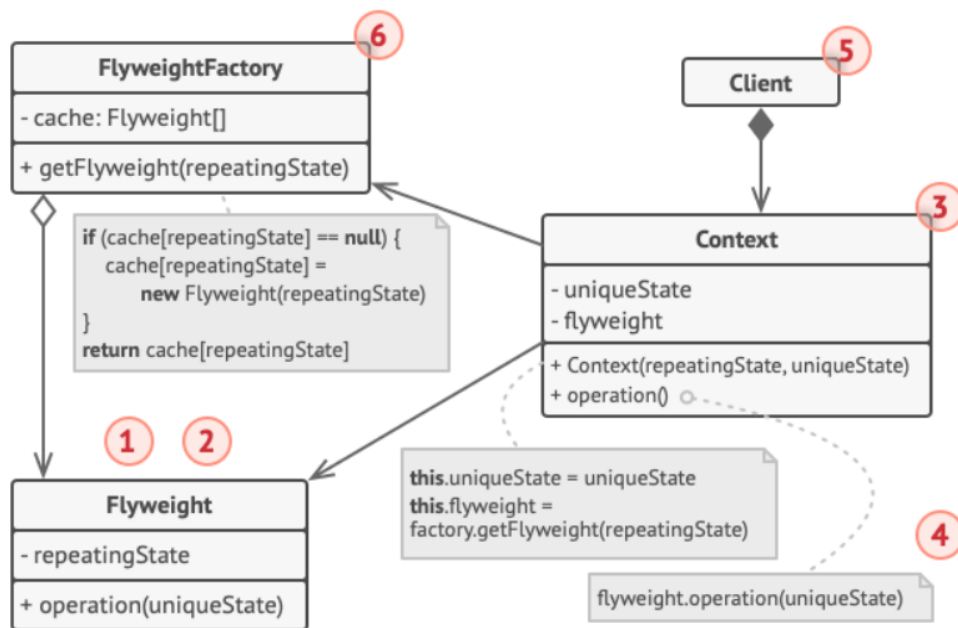 6
FlyweightFactory
- cache: Flyweight[]
+ getFlyweight(repeatingState)
if (cache[repeatingState] == null) {
cache[repeatingState] =
new Flyweight(repeatingState)
}
return cache[repeatingState]
5
Client
3
Context
- uniqueState
- flyweight
+ Context(repeatingState, uniqueState)
+ operation()
1 2
Flyweight
- repeatingState
+ operation(uniqueState)
this.uniqueState = uniqueState
this.flyweight =
factory.getFlyweight(repeatingState)
4
flyweight.operation(uniqueState)